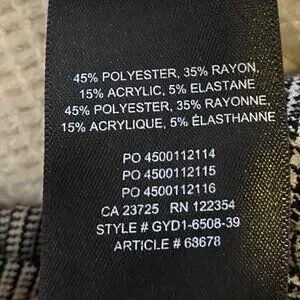 45% POLYESTER, 35% RAYON,
15% ACRYLIC, 5% ELASTANE
45% POLYESTER, 35% RAYONNE,
15% ACRYLIQUE, 5% ÉLASTHANNE
PO 4500112114
PO 4500112115
PO 4500112116
CA 23725 RN 122354
STYLE # GYD1-6508-39
ARTICLE # 68678